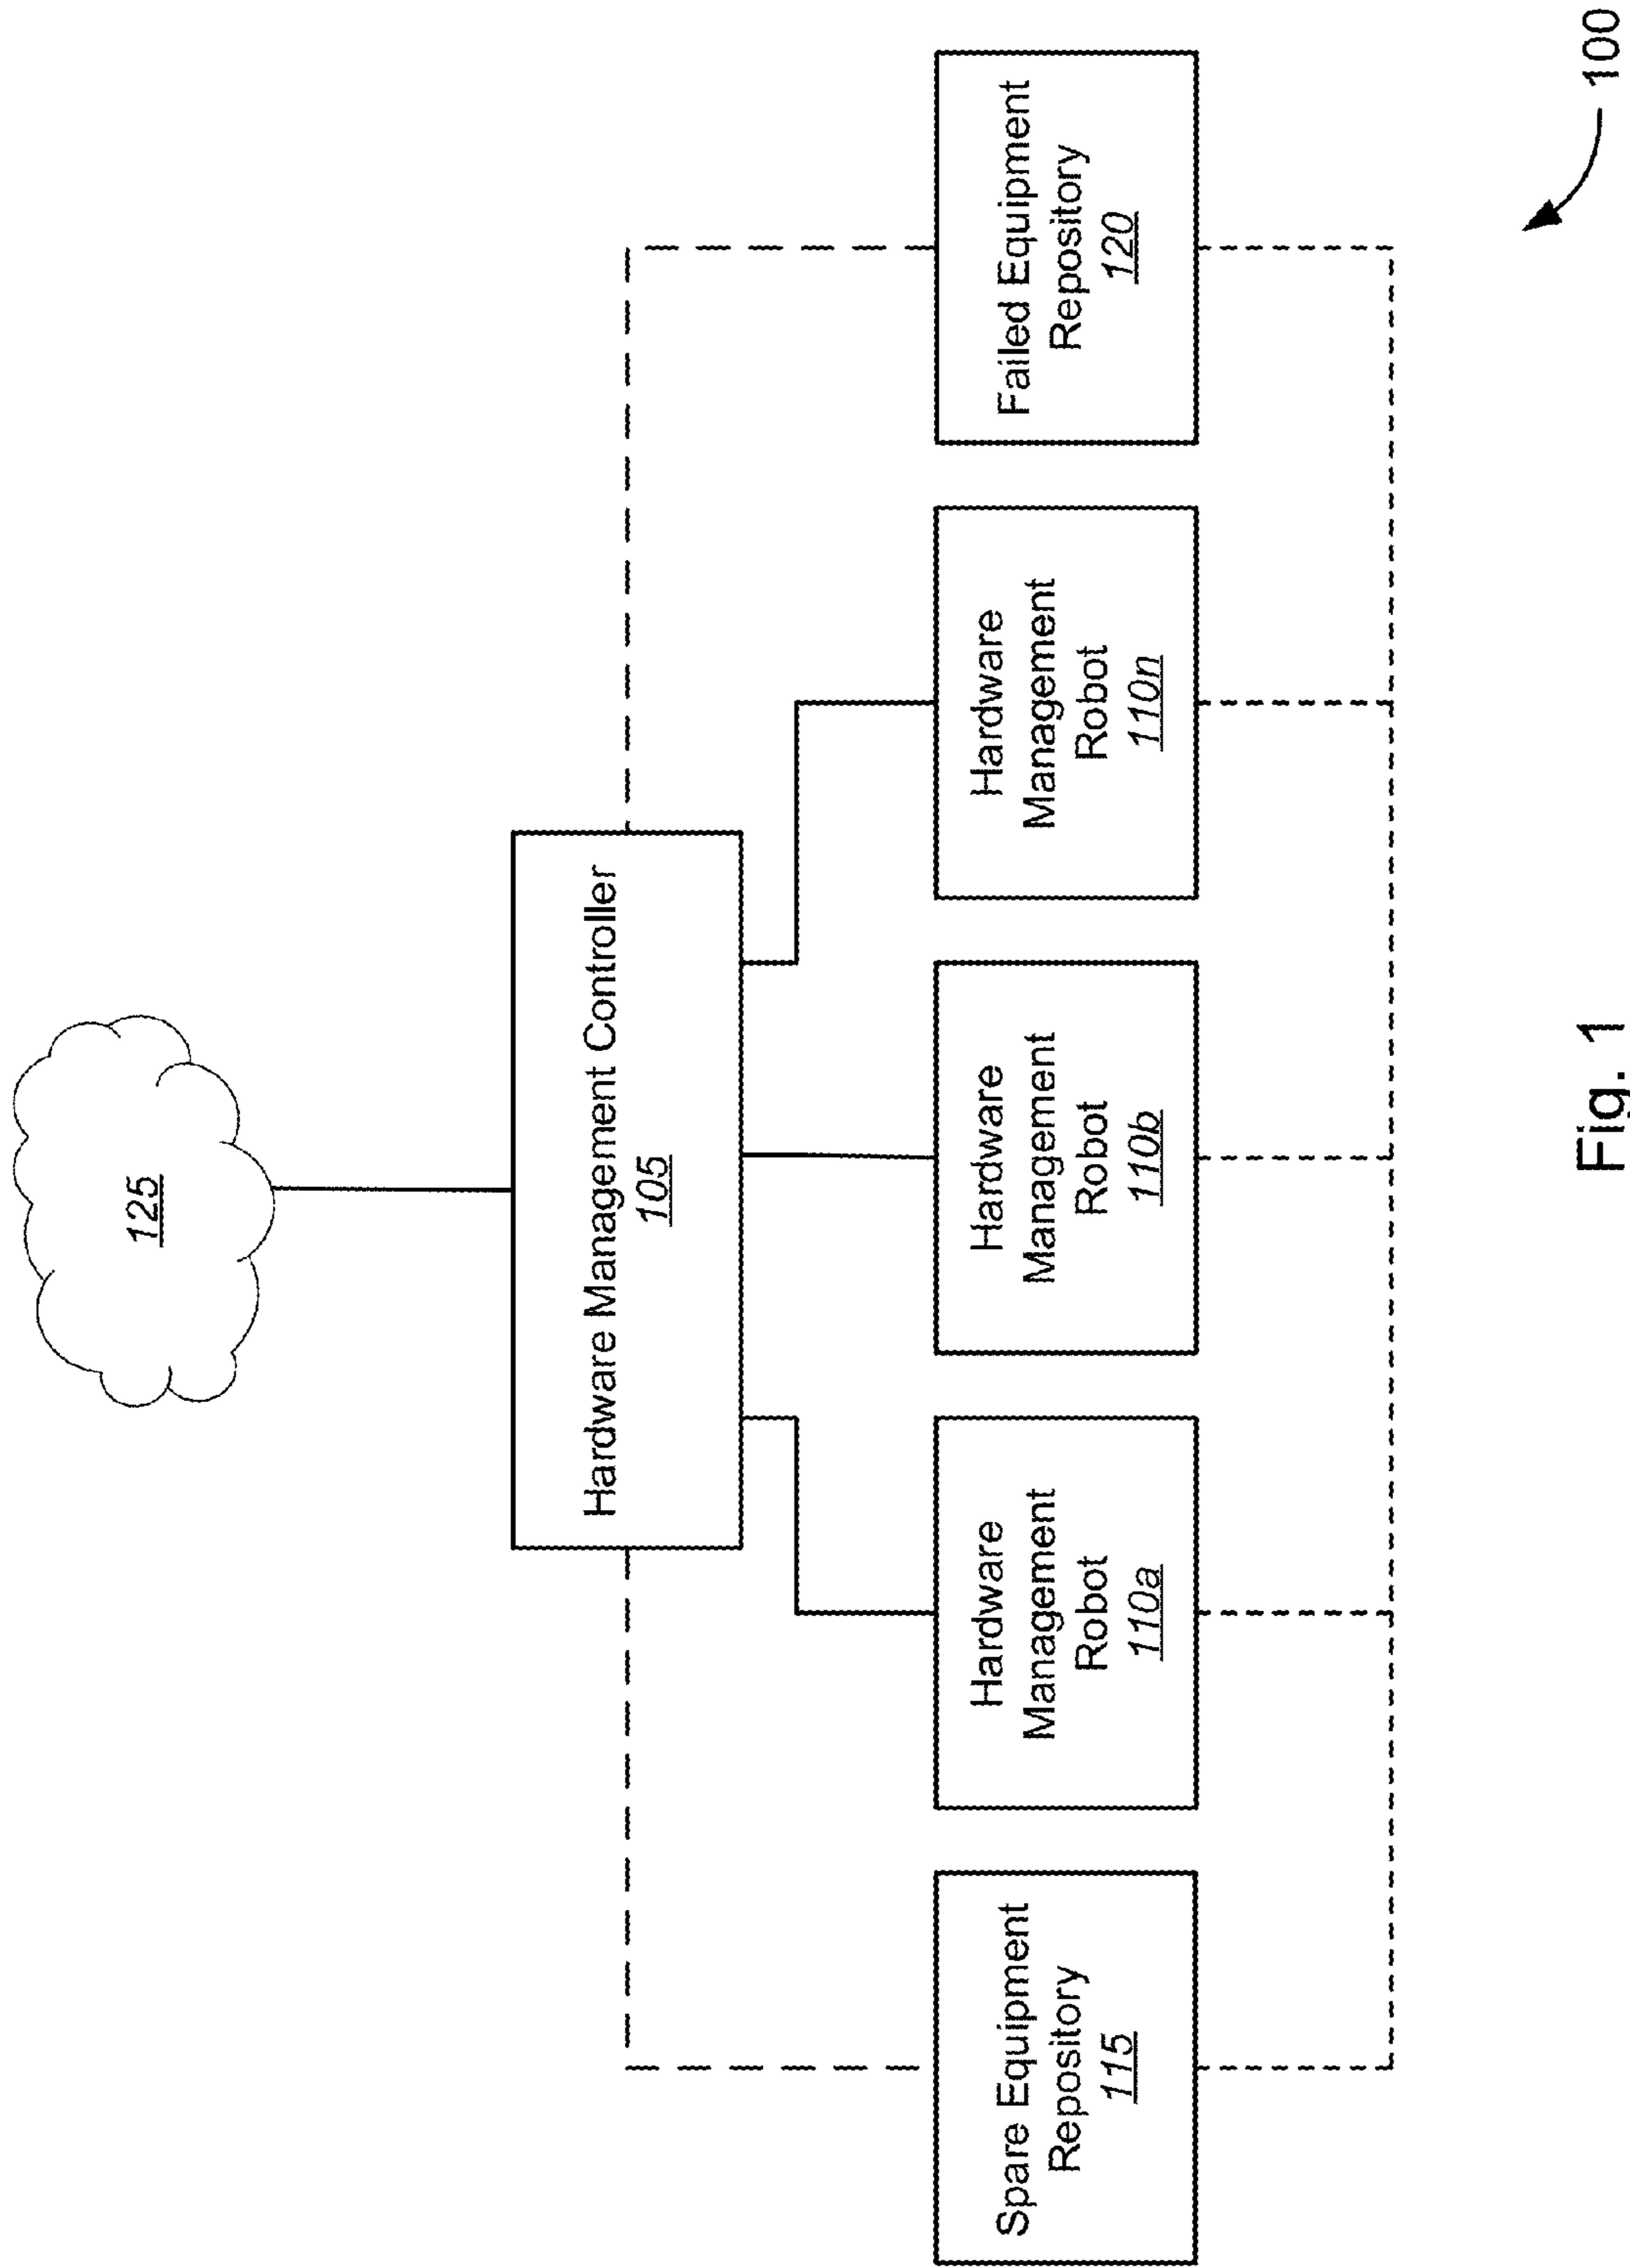 125
Hardware Management Controller
105
Spare Equipment
Repository
115
Hardware
Management
Robot
110a
Hardware
Management
Robot
110b
Hardware
Management
Robot
110n
Failed Equipment
Repository
120
100
Fig. 1